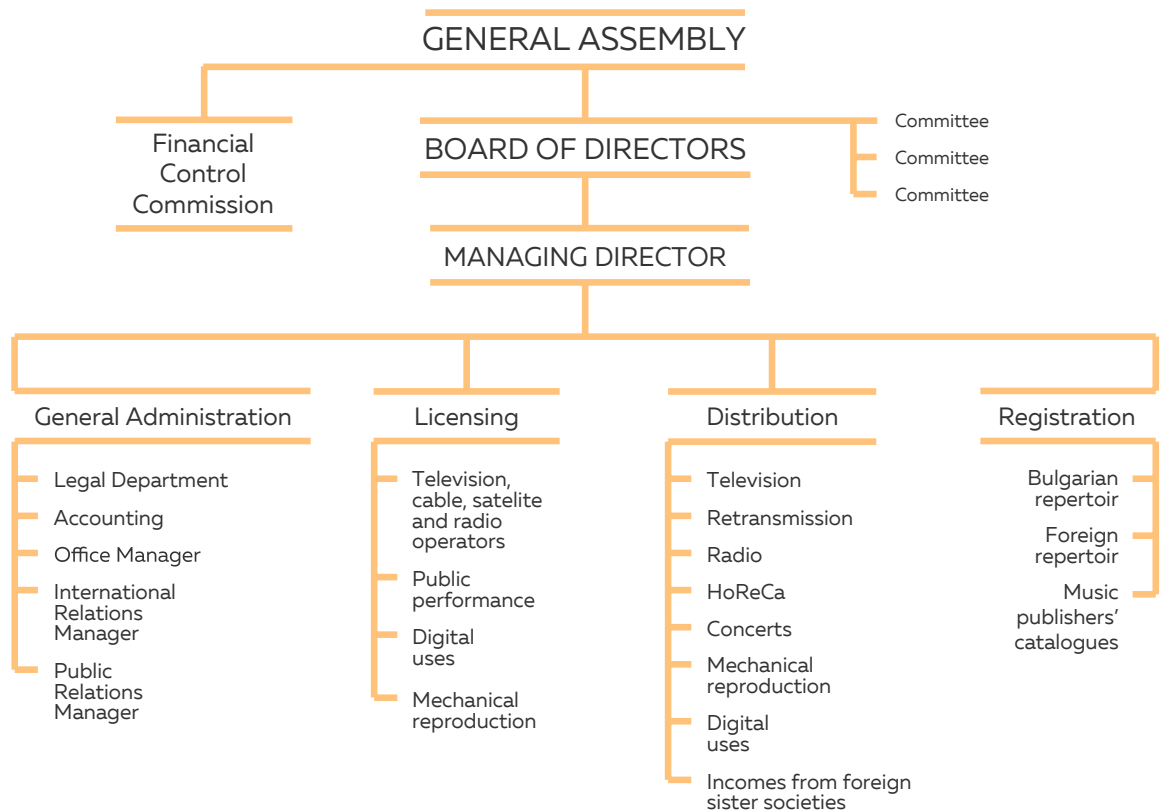 GENERAL ASSEMBLY
Financial
Control
Commission
BOARD OF DIRECTORS
Committee
Committee
Committee
MANAGING DIRECTOR
General Administration
Legal Department
Accounting
Office Manager
International
Relations
Manager
Public
Relations
Manager
Licensing
Television,
cable, satelite
and radio
operators
Public
performance
Digital
uses
Mechanical
reproduction
Distribution
Television
Retransmission
Radio
HoReCa
Concerts
Mechanical
reproduction
Digital
uses
Incomes from foreign
sister societies
Registration
Bulgarian
repertoir
Foreign
repertoir
Music
publishers’
catalogues